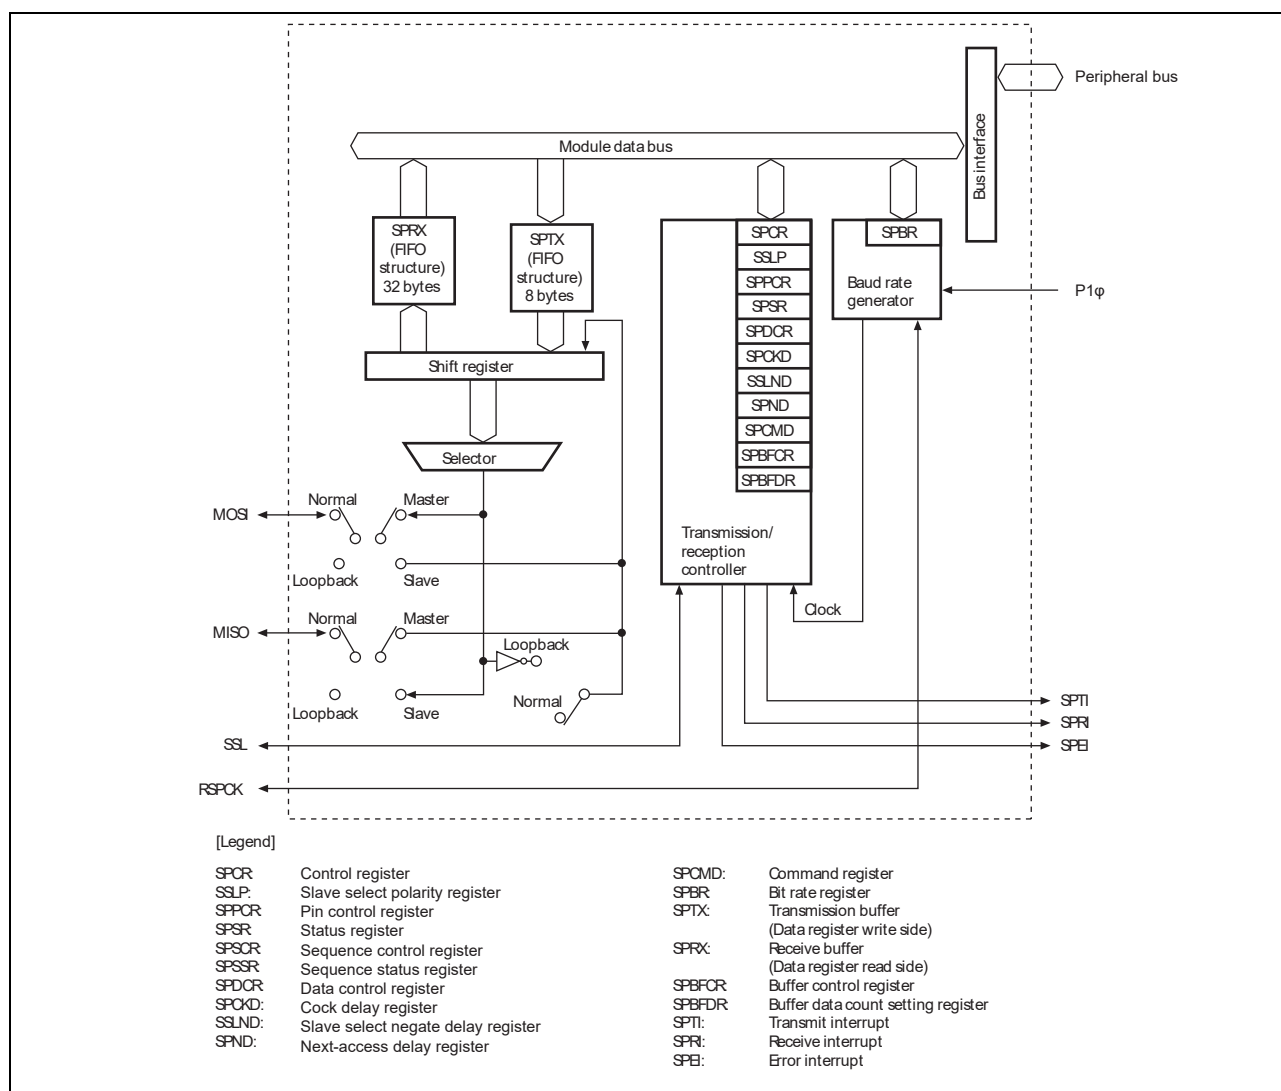 Peripheral bus
Bus interface
Module data bus
SPRX
(FIFO
structure)
32 bytes
SPTX
(FIFO
structure)
8 bytes
SPCR
SSLP
SPPCR
SPSR
SPDCR
SPCKD
SSLND
SPND
SPCMD
SPBFCR
SPBFDR
SPBR
Baud rate
generator
P1φ
Shift register
Selector
Normal
Master
MOSI
Loopback
Slave
Transmission/
reception
controller
Clock
Normal
Master
MISO
Loopback
Loopback
Slave
Normal
SPTI
SPRI
SPEI
SSL
RSPCK
[Legend]
SPCR: Control register
SSLP: Slave select polarity register
SPPCR: Pin control register
SPSR: Status register
SPSCR: Sequence control register
SPSSR: Sequence status register
SPDCR: Data control register
SPCKD: Cock delay register
SSLND: Slave select negate delay register
SPND: Next-access delay register
SPCMD: Command register
SPBR: Bit rate register
SPTX: Transmission buffer
(Data register write side)
SPRX: Receive buffer
(Data register read side)
SPBFCR: Buffer control register
SPBFDR: Buffer data count setting register
SPTI: Transmit interrupt
SPRI: Receive interrupt
SPEI: Error interrupt